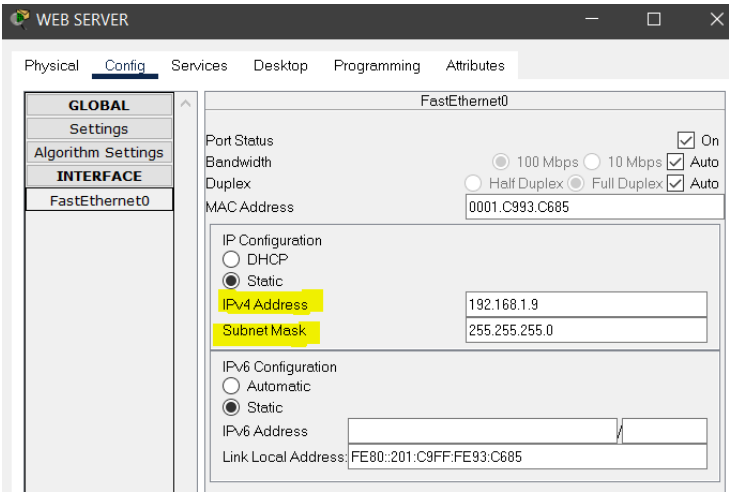 WEB SERVER
Physical Config Services Desktop Programming Attributes
GLOBAL
Settings
Algorithm Settings
INTERFACE
FastEthernet0
FastEthernet0
Port Status On
Bandwidth 100 Mbps 10 Mbps Auto
Duplex Half Duplex Full Duplex Auto
MAC Address 0001.C993.C685
IP Configuration
DHCP
Static
IPv4 Address 192.168.1.9
Subnet Mask 255.255.255.0
IPv6 Configuration
Automatic
Static
IPv6 Address /
Link Local Address: FE80::201:C9FF:FE93:C685